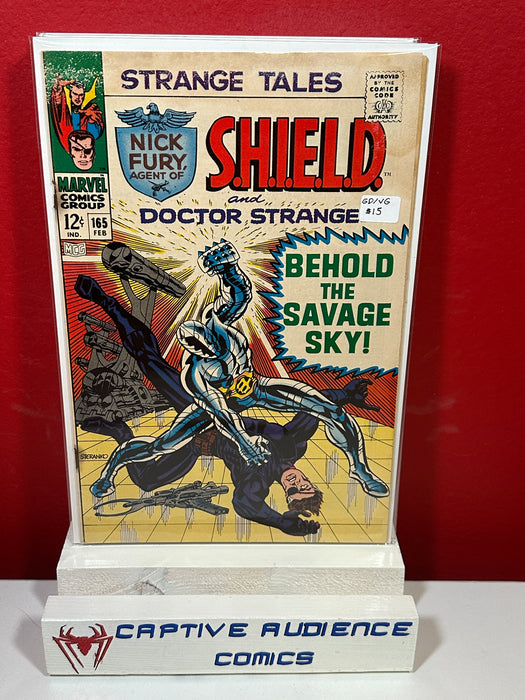 STRANGE TALES
APPROVED
BY THE
COMICS
CODE
AUTHORITY
NICK
FURY,
AGENT OF
S.H.I.E.L.D.
TM
and
DOCTOR STRANGE
GD/VG
$15
MARVEL
COMICS
GROUP
12¢
IND.
165
FEB
MCG
BEHOLD
THE
SAVAGE
SKY!
STERANKO
CAPTIVE AUDIENCE
COMICS